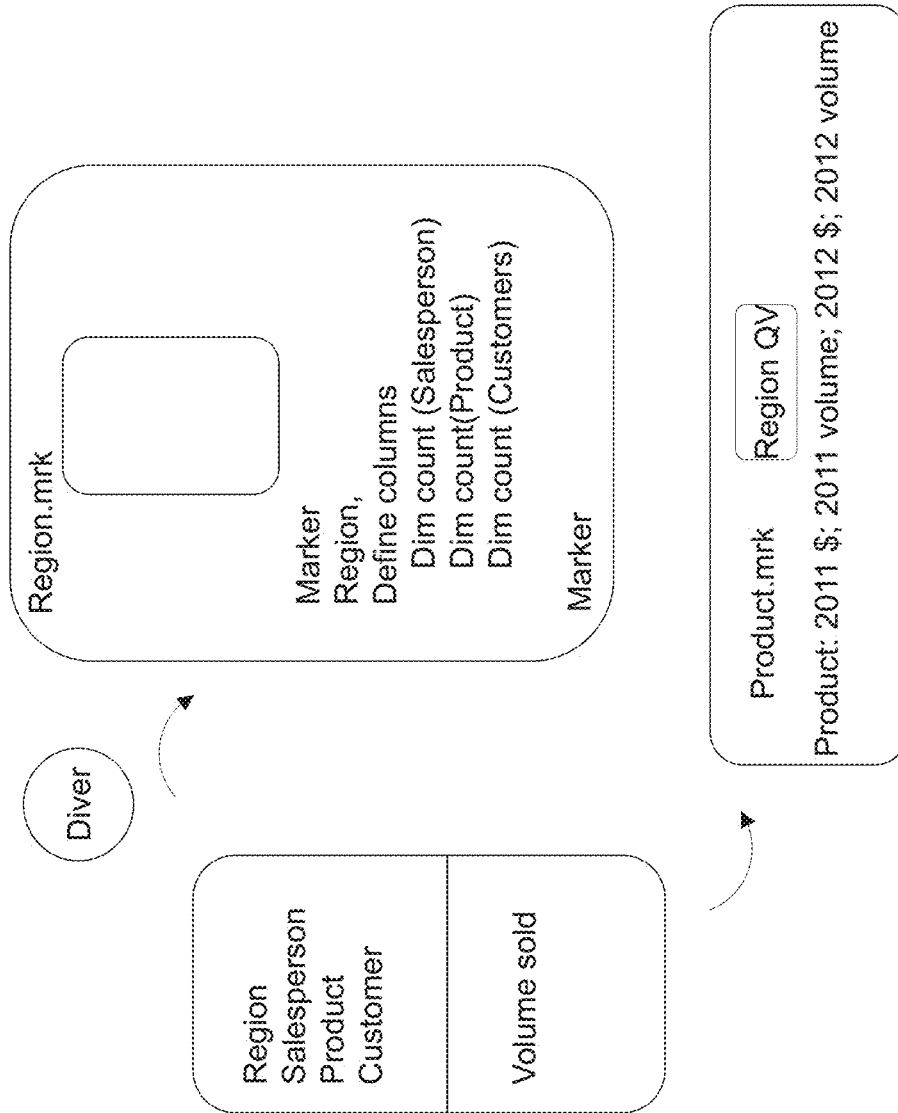 Diver
Region
Salesperson
Product
Customer
Volume sold
Region.mrk
Marker
Region,
Define columns
Dim count (Salesperson)
Dim count(Product)
Dim count (Customers)
Marker
Product.mrk
Region QV
Product: 2011 $; 2011 volume; 2012 $; 2012 volume